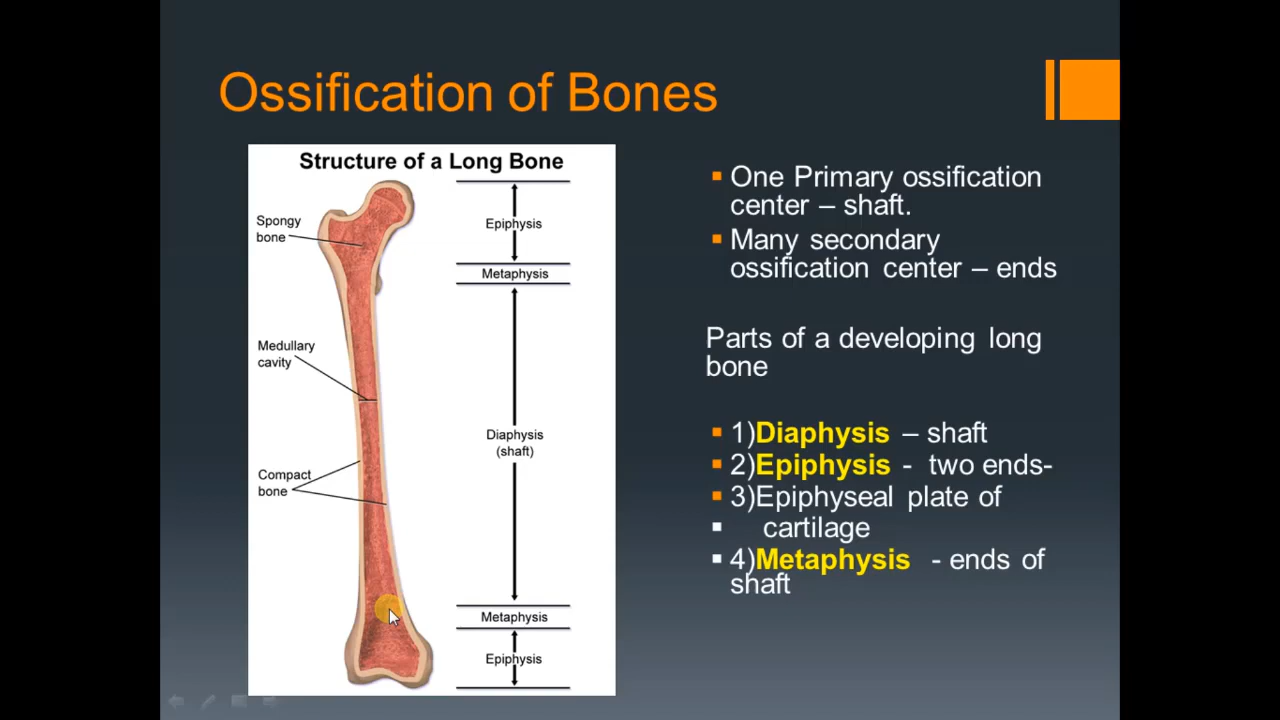 Ossification of Bones
Structure of a Long Bone
Spongy
bone
Medullary
cavity
Compact
bone
Epiphysis
Metaphysis
Diaphysis
(shaft)
Metaphysis
Epiphysis
One Primary ossification
center – shaft.
Many secondary
ossification center – ends
Parts of a developing long
bone
1)Diaphysis – shaft
2)Epiphysis - two ends-
3)Epiphyseal plate of
cartilage
4)Metaphysis - ends of
shaft